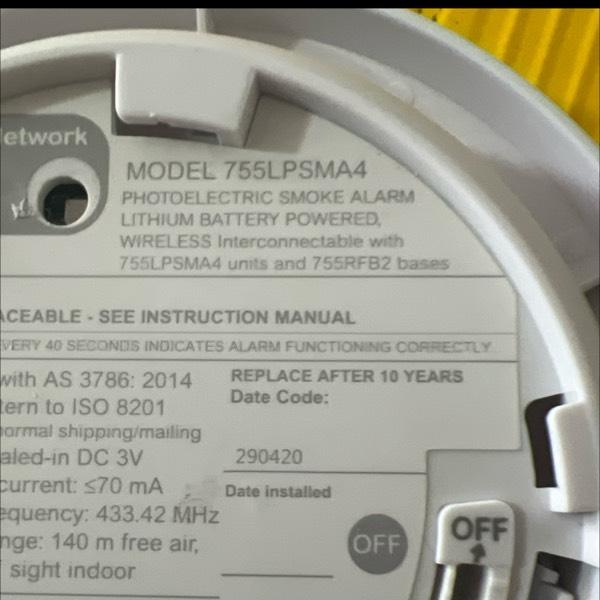 etwork
MODEL 755LPSMA4
PHOTOELECTRIC SMOKE ALARM
LITHIUM BATTERY POWERED,
WIRELESS Interconnectable with
755LPSMA4 units and 755RFB2 bases
ACEABLE - SEE INSTRUCTION MANUAL
VERY 40 SECONDS INDICATES ALARM FUNCTIONING CORRECTLY
with AS 3786: 2014
tern to ISO 8201
normal shipping/mailing
aled-in DC 3V
current: ≤70 mA
equency: 433.42 MHz
nge: 140 m free air,
sight indoor
REPLACE AFTER 10 YEARS
Date Code:
290420
Date installed
OFF
OFF